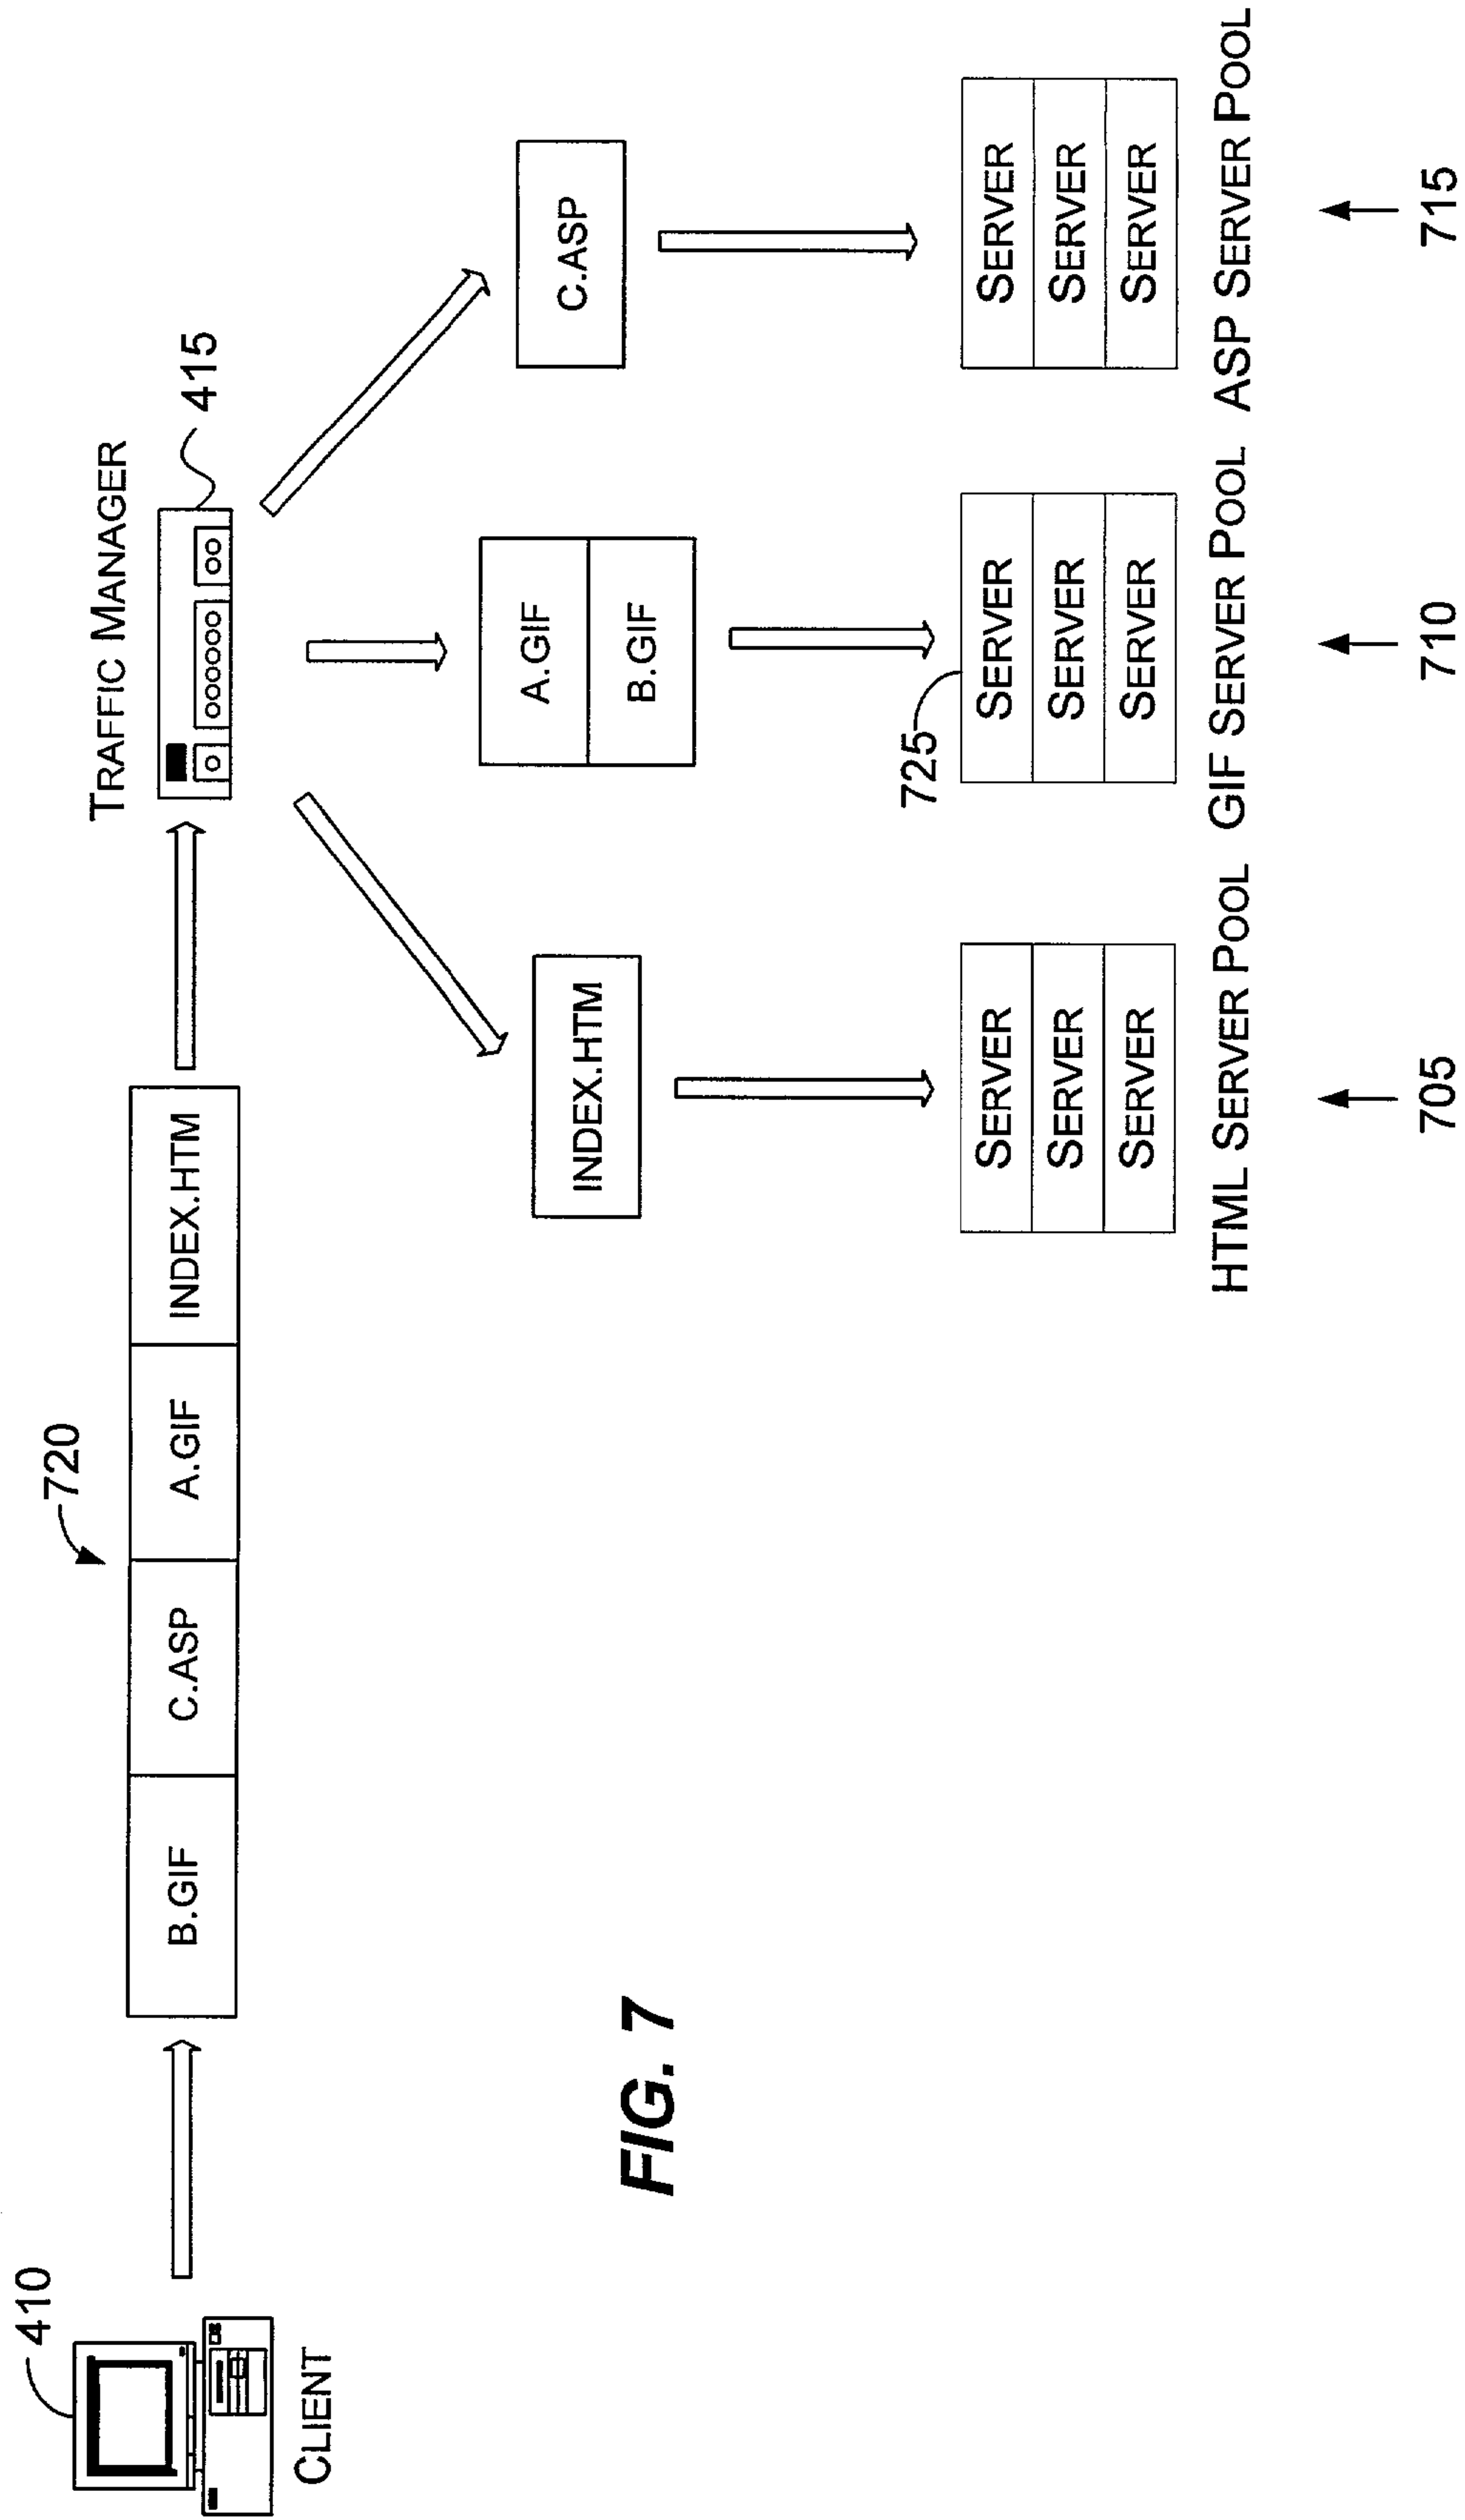 TRAFFIC MANAGER
410
720
415
B.GIF
C.ASP
A.GIF
INDEX.HTM
CLIENT
INDEX.HTM
A.GIF
B.GIF
C.ASP
725
SERVER
SERVER
SERVER
SERVER
SERVER
SERVER
SERVER
SERVER
SERVER
HTML SERVER POOL
GIF SERVER POOL
ASP SERVER POOL
705
710
715
FIG. 7